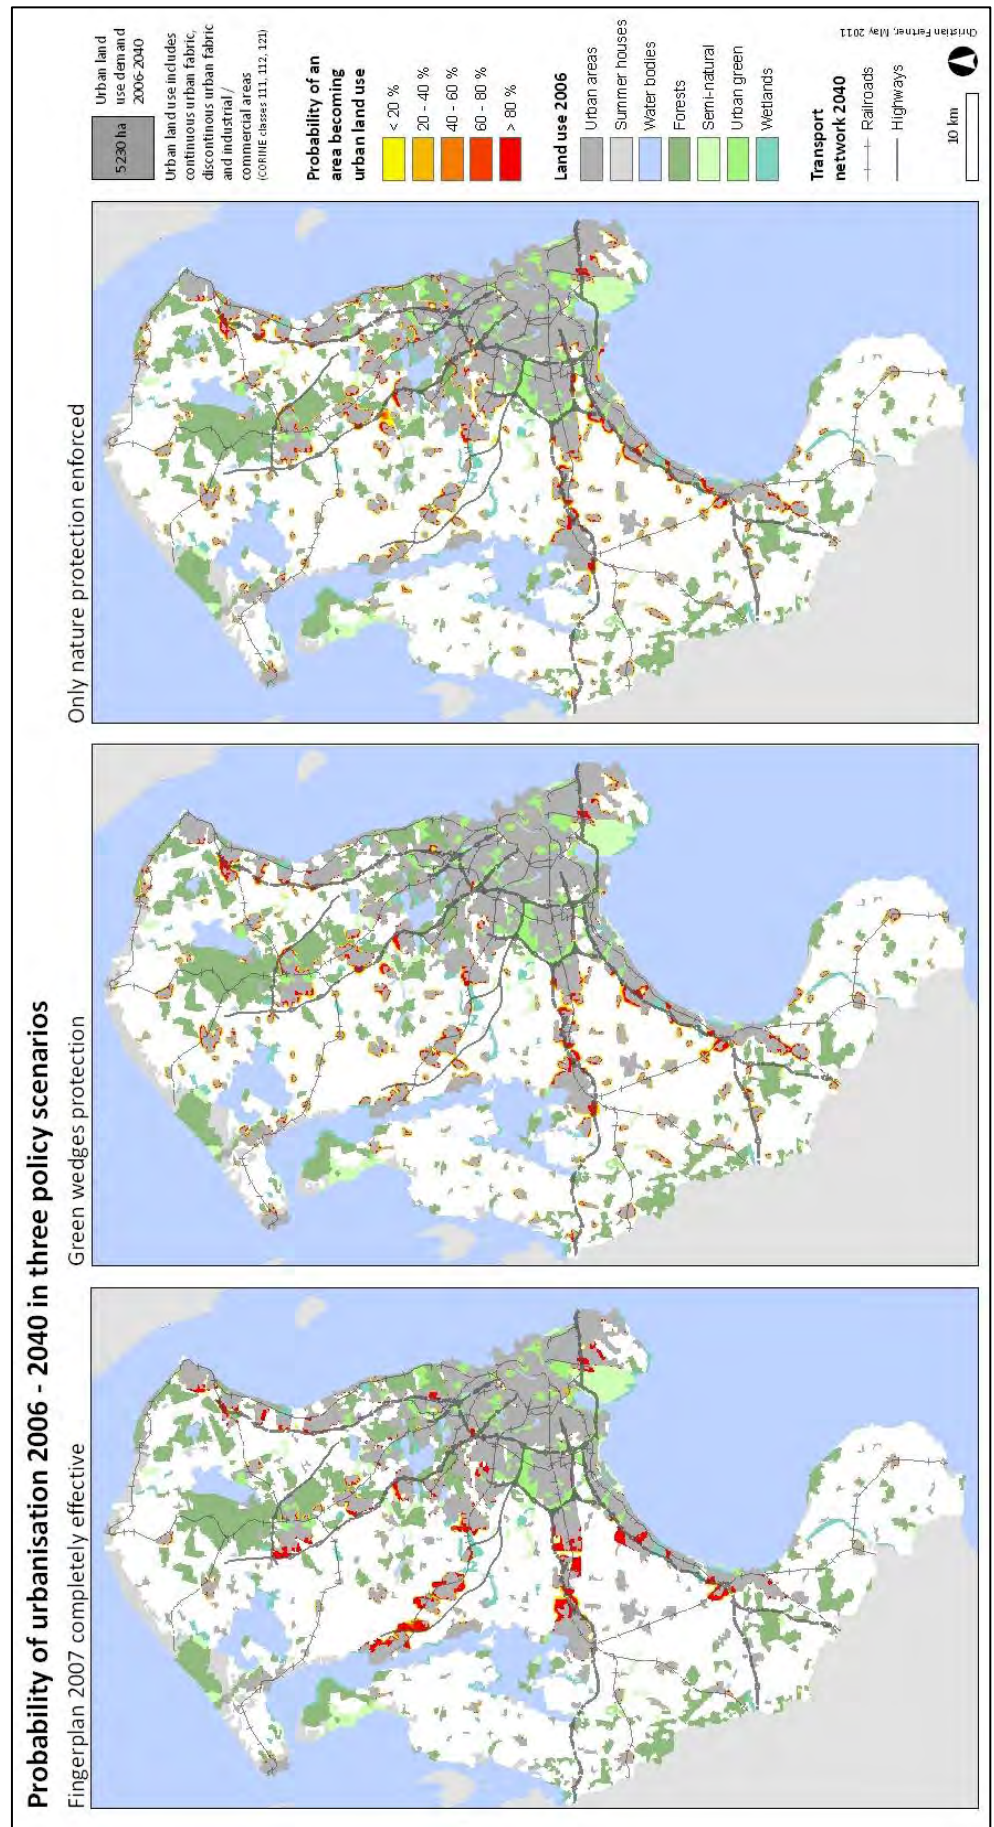 Probability of urbanisation 2006 - 2040 in three policy scenarios
Fingerplan 2007 completely effective
Green wedges protection
Only nature protection enforced
5230 ha
Urban land
use demand
2006-2040
Urban land use includes
continuous urban fabric,
discontinous urban fabric
and industrial /
commercial areas
(CORINE classes 111, 112, 121)
Probability of an
area becoming
urban land use
< 20 %
20 - 40 %
40 - 60 %
60 - 80 %
> 80 %
Land use 2006
Urban areas
Summer houses
Water bodies
Forests
Semi-natural
Urban green
Wetlands
Transport
network 2040
Railroads
Highways
10 km
Christian Fertner, May 2011